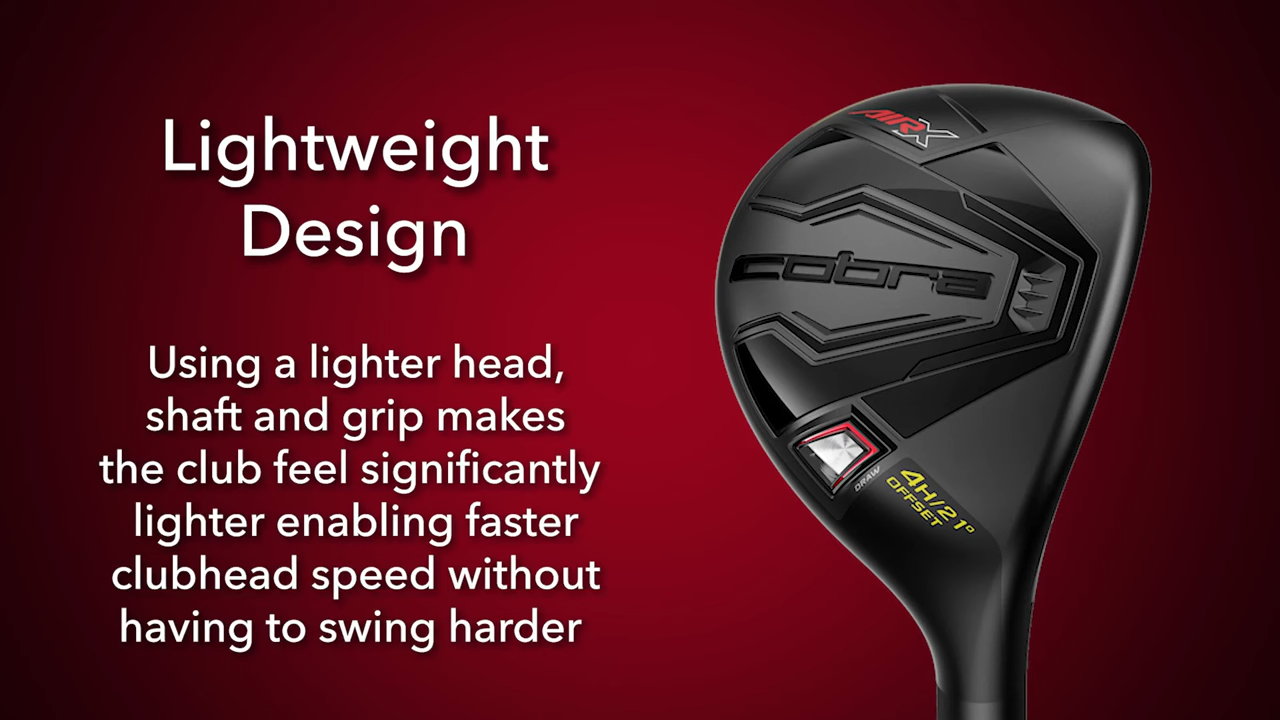 Lightweight
Design
Using a lighter head,
shaft and grip makes
the club feel significantly
lighter enabling faster
clubhead speed without
having to swing harder
AIRX
cobra
DRAW
4H/21°
OFFSET